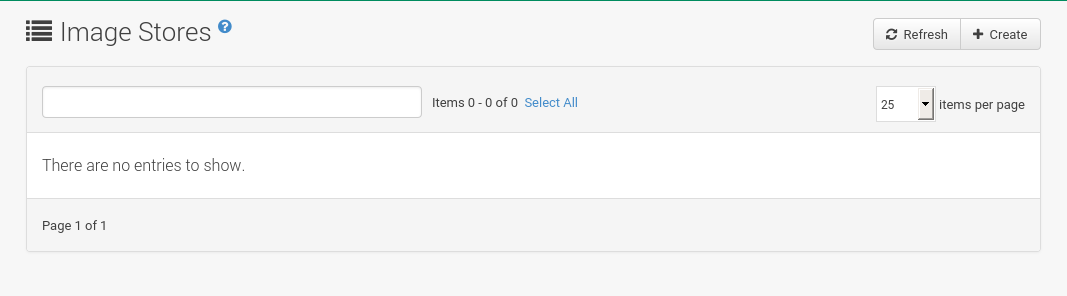 Image Stores ?
Refresh
Create
Items 0 - 0 of 0 Select All
25 items per page
There are no entries to show.
Page 1 of 1